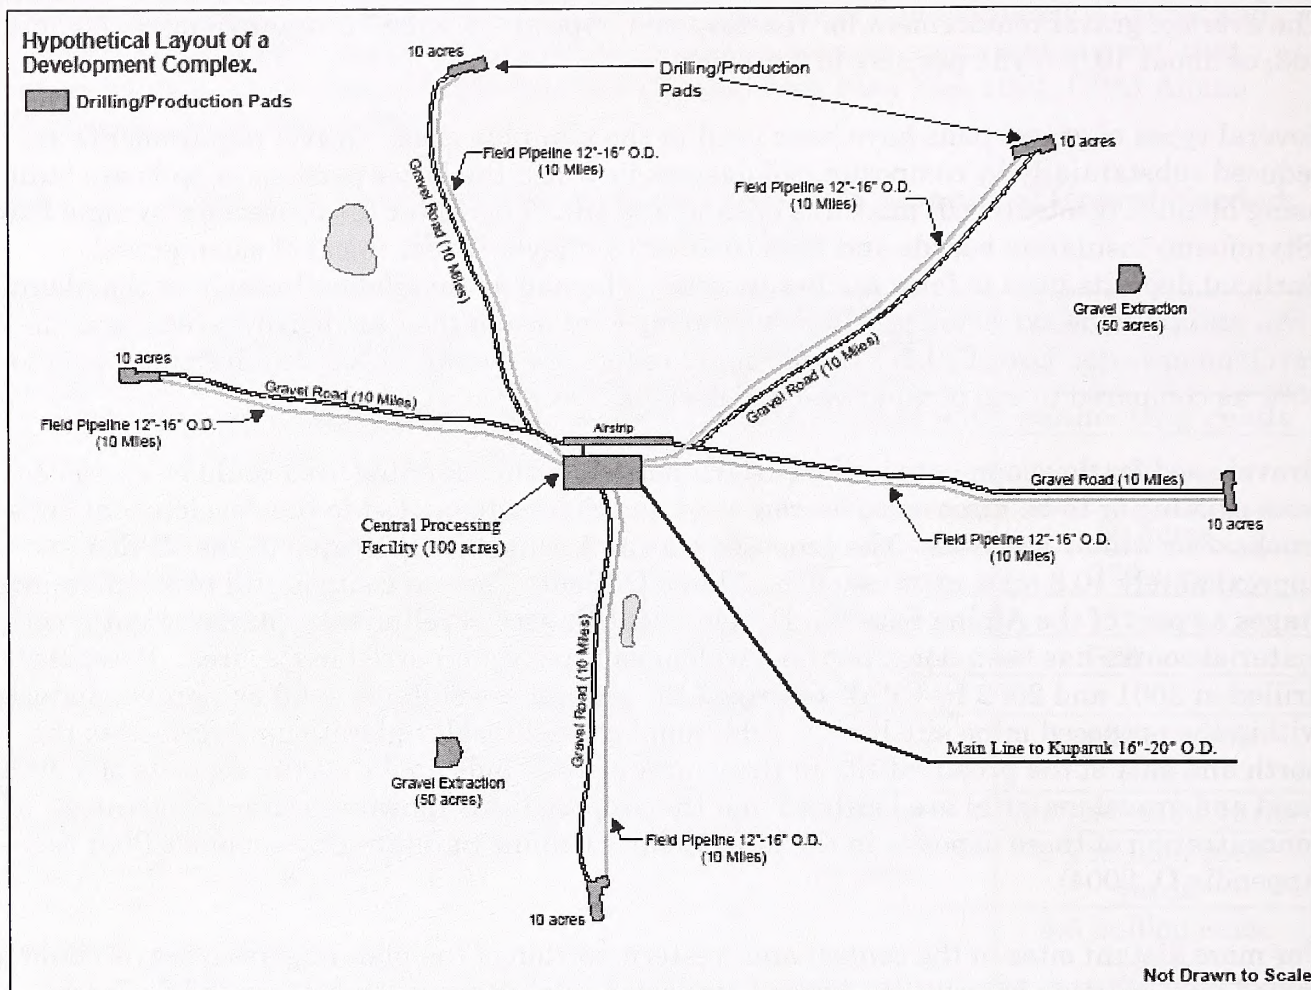 Hypothetical Layout of a
Development Complex.
Drilling/Production Pads
10 acres
Drilling/Production
Pads
10 acres
Field Pipeline 12"-16" O.D.
(10 Miles)
Gravel Road (10 Miles)
Field Pipeline 12"-16" O.D.
(10 Miles)
Gravel Road (10 Miles)
Gravel Extraction
(50 acres)
10 acres
Gravel Road (10 Miles)
Field Pipeline 12"-16" O.D.
(10 Miles)
Airstrip
Central Processing
Facility (100 acres)
Gravel Road (10 Miles)
10 acres
Field Pipeline 12"-16" O.D.
(10 Miles)
Gravel Road (10 Miles)
Main Line to Kuparuk 16"-20" O.D.
Gravel Extraction
(50 acres)
Field Pipeline 12"-16" O.D.
(10 Miles)
10 acres
Not Drawn to Scale